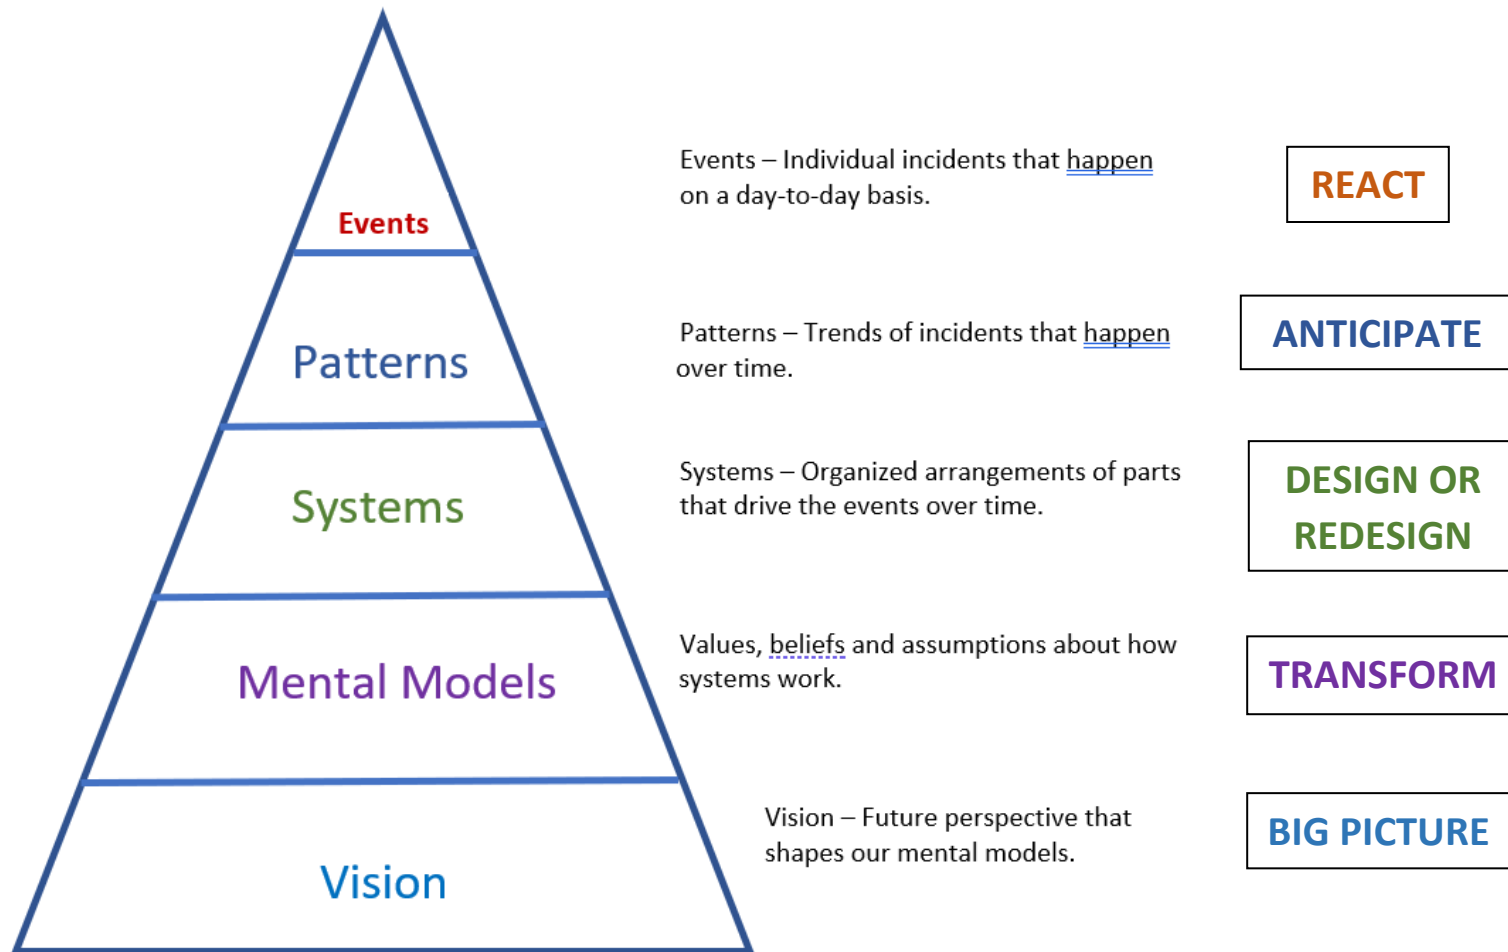 Events – Individual incidents that happen
on a day-to-day basis.
REACT
Events
Patterns – Trends of incidents that happen
over time.
ANTICIPATE
Patterns
Systems – Organized arrangements of parts
that drive the events over time.
DESIGN OR
REDESIGN
Systems
Values, beliefs and assumptions about how
systems work.
TRANSFORM
Mental Models
Vision – Future perspective that
shapes our mental models.
BIG PICTURE
Vision